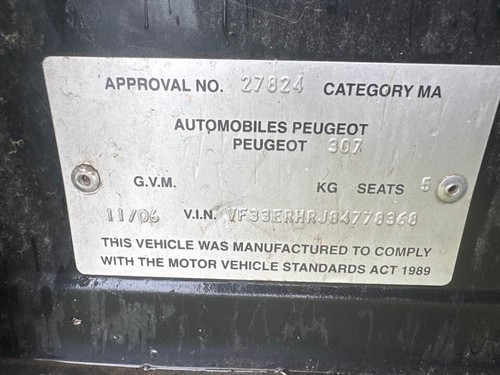 APPROVAL NO. 27824 CATEGORY MA
AUTOMOBILES PEUGEOT
PEUGEOT 307
G.V.M. KG SEATS 5
11/06 V.I.N. VF33ERHRJ84778368
THIS VEHICLE WAS MANUFACTURED TO COMPLY
WITH THE MOTOR VEHICLE STANDARDS ACT 1989